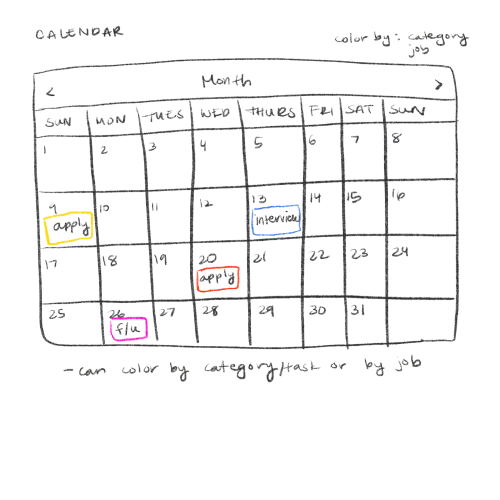 CALENDAR
color by: category
job
< Month >
SUN MON TUES WED THURS FRI SAT SUN
1 2 3 4 5 6 7 8
9 10 11 12 13 14 15 16
apply interview
17 18 19 20 21 22 23 24
apply
25 26 27 28 29 30 31
f/u
- can color by category/task or by job